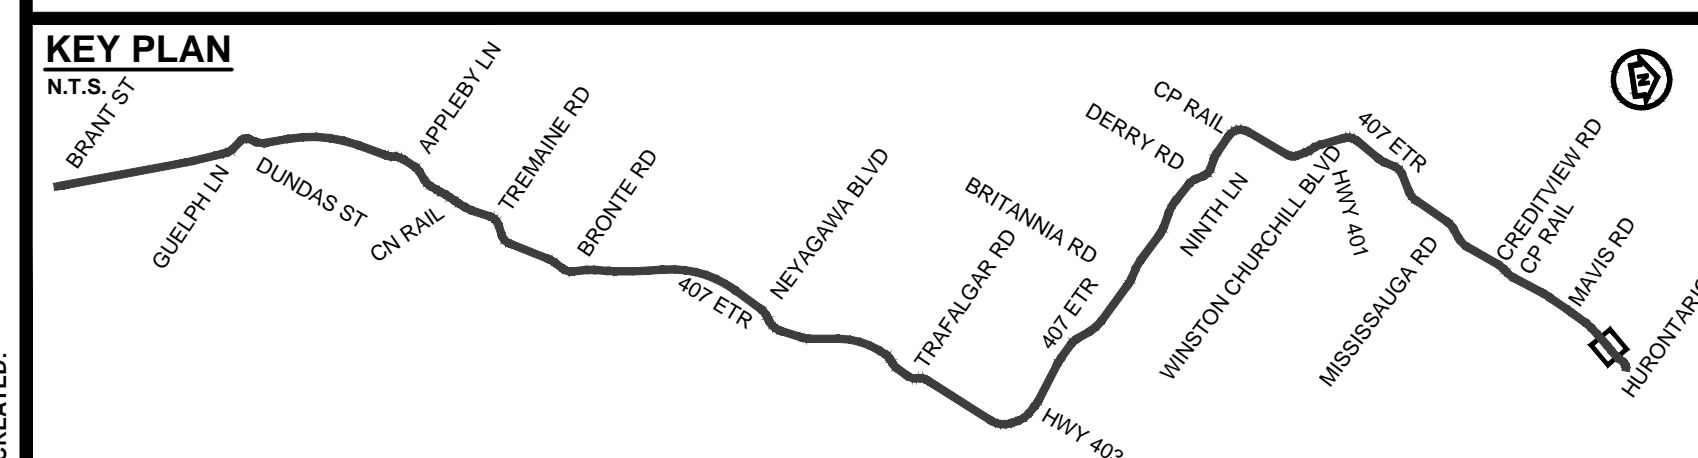 KEY PLAN
N.T.S.
BRANT ST
GUELPH LN
DUNDAS ST
APPLEBY LN
CN RAIL
TREMAINE RD
BRONTE RD
407 ETR
NEYAGAWA BLVD
TRAFALGAR RD
HWY 403
407 ETR
BRITANNIA RD
DERRY RD
CP RAIL
NINTH LN
WINSTON CHURCHILL BLVD
HWY 401
407 ETR
MISSISSAUGA RD
CREDITVIEW RD
CP RAIL
MAVIS RD
N